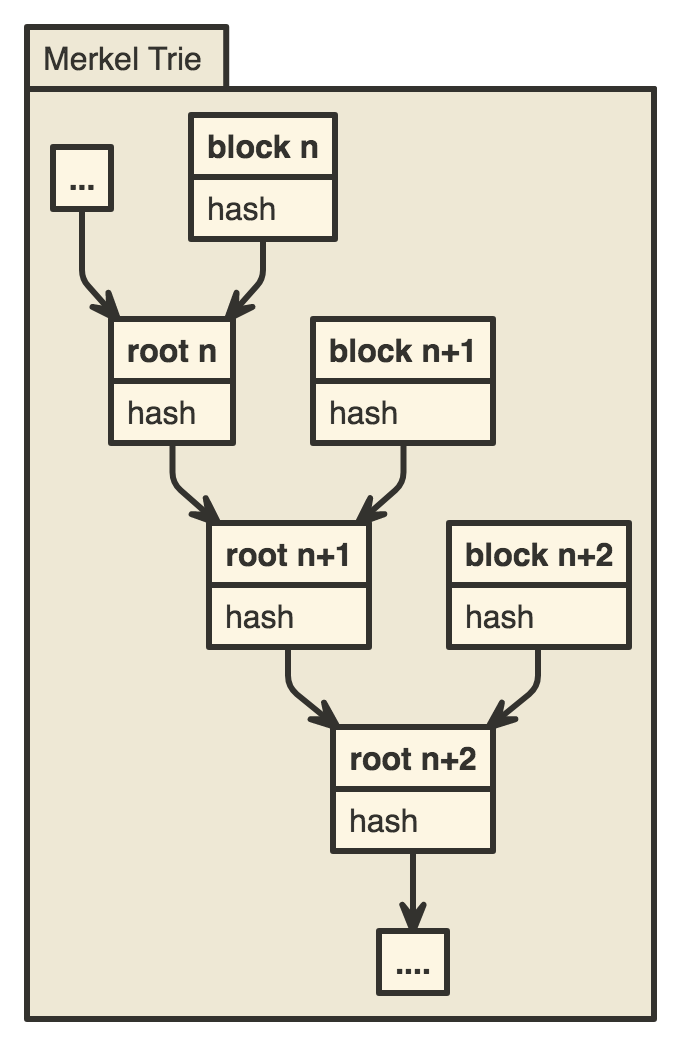 Merkel Trie
...
block n
hash
root n
hash
block n+1
hash
root n+1
hash
block n+2
hash
root n+2
hash
....